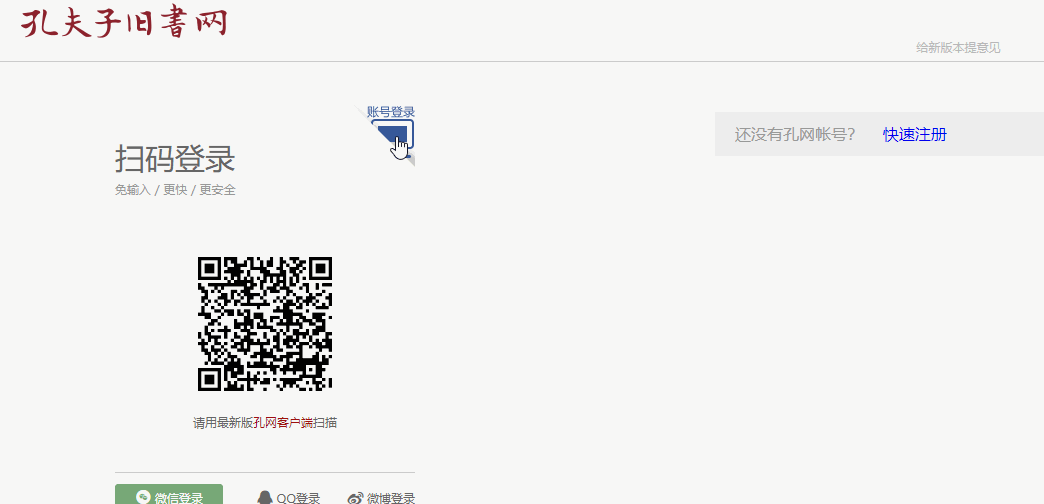 孔夫子旧書网
给新版本提意见
账号登录
还没有孔网帐号？ 快速注册
扫码登录
免输入 / 更快 / 更安全
请用最新版孔网客户端扫描
微信登录 QQ登录 微博登录